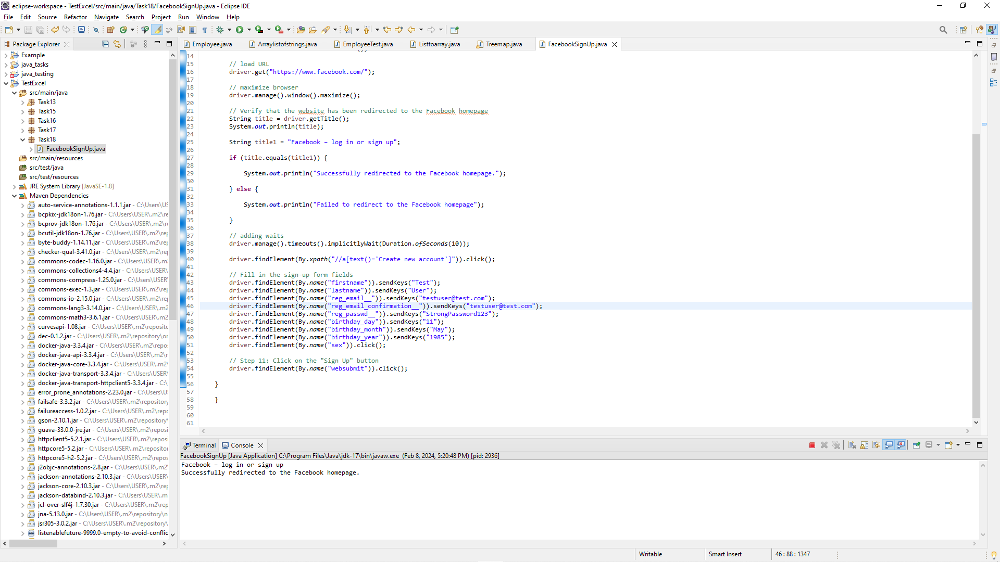 eclipse-workspace - TestExcel/src/main/java/Task18/FacebookSignUp.java - Eclipse IDE
File Edit Source Refactor Navigate Search Project Run Window Help
Package Explorer
Employee.java Arraylistofstrings.java EmployeeTest.java Listtoarray.java Treemap.java FacebookSignUp.java
Example
java_tasks
java_testing
TestExcel
src/main/java
Task13
Task15
Task16
Task17
Task18
FacebookSignUp.java
src/main/resources
src/test/java
src/test/resources
JRE System Library [JavaSE-1.8]
Maven Dependencies
auto-service-annotations-1.1.1.jar - C:\Users\US
bcpkix-jdk18on-1.76.jar - C:\Users\USER\.m2\re
bcprov-jdk18on-1.76.jar - C:\Users\USER\.m2\re
bcutil-jdk18on-1.76.jar - C:\Users\USER\.m2\rep
byte-buddy-1.14.11.jar - C:\Users\USER\.m2\rep
checker-qual-3.41.0.jar - C:\Users\USER\.m2\rep
commons-codec-1.16.0.jar - C:\Users\USER\.m
commons-collections4-4.4.jar - C:\Users\USER\
commons-compress-1.25.0.jar - C:\Users\USER\
commons-exec-1.3.jar - C:\Users\USER\.m2\rep
commons-io-2.15.0.jar - C:\Users\USER\.m2\rep
commons-lang3-3.14.0.jar - C:\Users\USER\.m2
commons-math3-3.6.1.jar - C:\Users\USER\.m2
curvesapi-1.08.jar - C:\Users\USER\.m2\reposito
dec-0.1.2.jar - C:\Users\USER\.m2\repository\or
docker-java-3.3.4.jar - C:\Users\USER\.m2\repo
docker-java-api-3.3.4.jar - C:\Users\USER\.m2\
docker-java-core-3.3.4.jar - C:\Users\USER\.m2\
docker-java-transport-3.3.4.jar - C:\Users\USER
docker-java-transport-httpclient5-3.3.4.jar - C:\
error_prone_annotations-2.23.0.jar - C:\Users\U
failsafe-3.3.2.jar - C:\Users\USER\.m2\repository
failureaccess-1.0.2.jar - C:\Users\USER\.m2\repo
gson-2.10.1.jar - C:\Users\USER\.m2\repository\
guava-33.0.0-jre.jar - C:\Users\USER\.m2\reposi
httpclient5-5.2.1.jar - C:\Users\USER\.m2\repos
httpcore5-5.2.jar - C:\Users\USER\.m2\repositor
httpcore5-h2-5.2.jar - C:\Users\USER\.m2\repo
j2objc-annotations-2.8.jar - C:\Users\USER\.m2
jackson-annotations-2.10.3.jar - C:\Users\USER\
jackson-core-2.10.3.jar - C:\Users\USER\.m2\rep
jackson-databind-2.10.3.jar - C:\Users\USER\.m
jcl-over-slf4j-1.7.30.jar - C:\Users\USER\.m2\rep
jna-5.13.0.jar - C:\Users\USER\.m2\repository\n
jsr305-3.0.2.jar - C:\Users\USER\.m2\repository\
listenablefuture-9999.0-empty-to-avoid-conflic
14
15 // load URL
16 driver.get("https://www.facebook.com/");
17
18 // maximize browser
19 driver.manage().window().maximize();
20
21 // Verify that the website has been redirected to the Facebook homepage
22 String title = driver.getTitle();
23 System.out.println(title);
24
25 String title1 = "Facebook – log in or sign up";
26
27 if (title.equals(title1)) {
28
29 System.out.println("Successfully redirected to the Facebook homepage.");
30
31 } else {
32
33 System.out.println("Failed to redirect to the Facebook homepage");
34
35 }
36
37 // adding waits
38 driver.manage().timeouts().implicitlyWait(Duration.ofSeconds(10));
39
40 driver.findElement(By.xpath("//a[text()='Create new account']")).click();
41
42 // Fill in the sign-up form fields
43 driver.findElement(By.name("firstname")).sendKeys("Test");
44 driver.findElement(By.name("lastname")).sendKeys("User");
45 driver.findElement(By.name("reg_email__")).sendKeys("testuser@test.com");
46 driver.findElement(By.name("reg_email_confirmation__")).sendKeys("testuser@test.com");
47 driver.findElement(By.name("reg_passwd__")).sendKeys("StrongPassword123");
48 driver.findElement(By.name("birthday_day")).sendKeys("11");
49 driver.findElement(By.name("birthday_month")).sendKeys("May");
50 driver.findElement(By.name("birthday_year")).sendKeys("1985");
51 driver.findElement(By.name("sex")).click();
52
53 // Step 11: Click on the "Sign Up" button
54 driver.findElement(By.name("websubmit")).click();
55
56 }
57
58 }
59
60
61
Terminal Console
FacebookSignUp [Java Application] C:\Program Files\Java\jdk-17\bin\javaw.exe (Feb 8, 2024, 5:20:48 PM) [pid: 2936]
Facebook – log in or sign up
Successfully redirected to the Facebook homepage.
Writable Smart Insert 46 : 88 : 1347